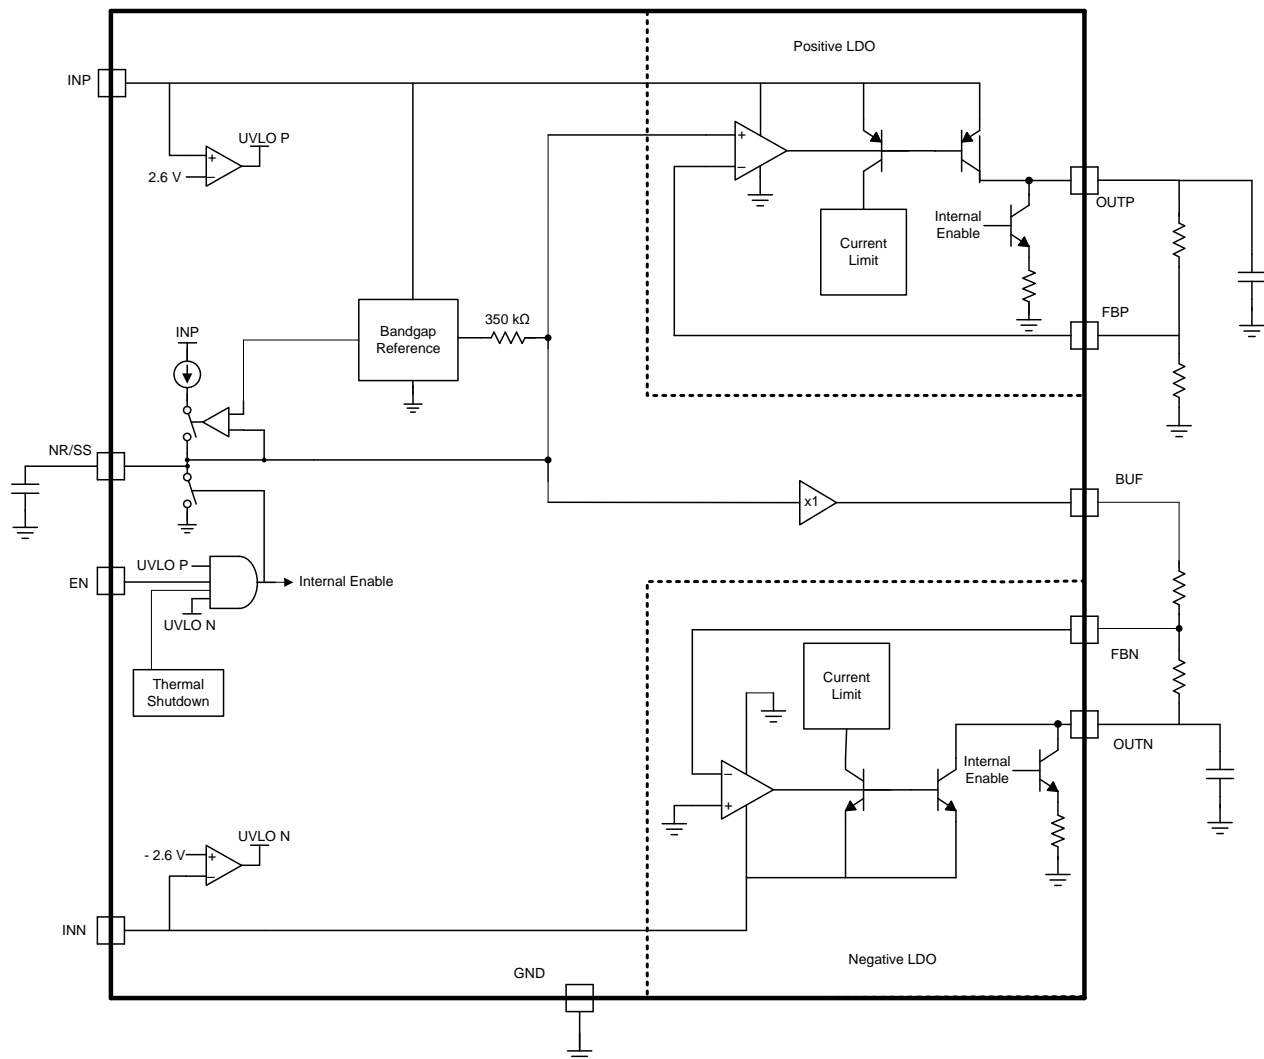 Positive LDO
INP
UVLO P
+
2.6 V
−
+
−
OUTP
Internal
Enable
Current
Limit
FBP
350 kΩ
INP
Bandgap
Reference
NR/SS
BUF
x1
UVLO P
EN
Internal Enable
UVLO N
FBN
Thermal
Shutdown
Current
Limit
OUTN
Internal
Enable
−
+
UVLO N
- 2.6 V
+
−
INN
Negative LDO
GND